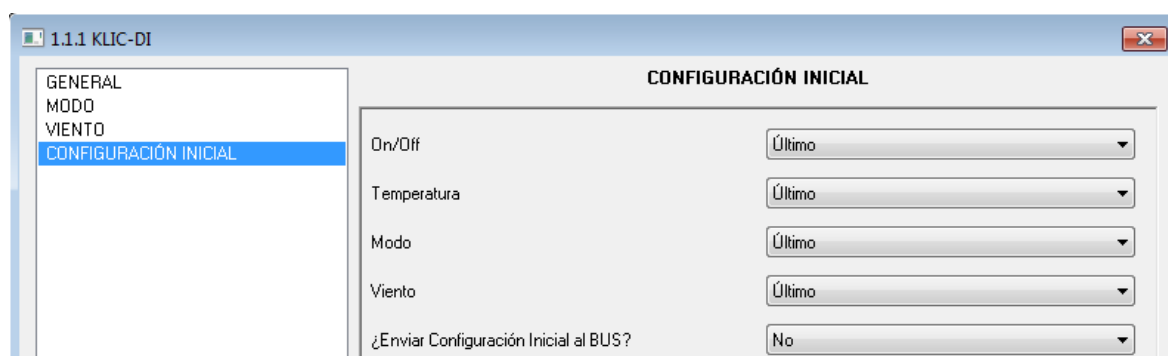 1.1.1 KLIC-DI
GENERAL
MODO
VIENTO
CONFIGURACIÓN INICIAL
CONFIGURACIÓN INICIAL
On/Off Último
Temperatura Último
Modo Último
Viento Último
¿Enviar Configuración Inicial al BUS? No